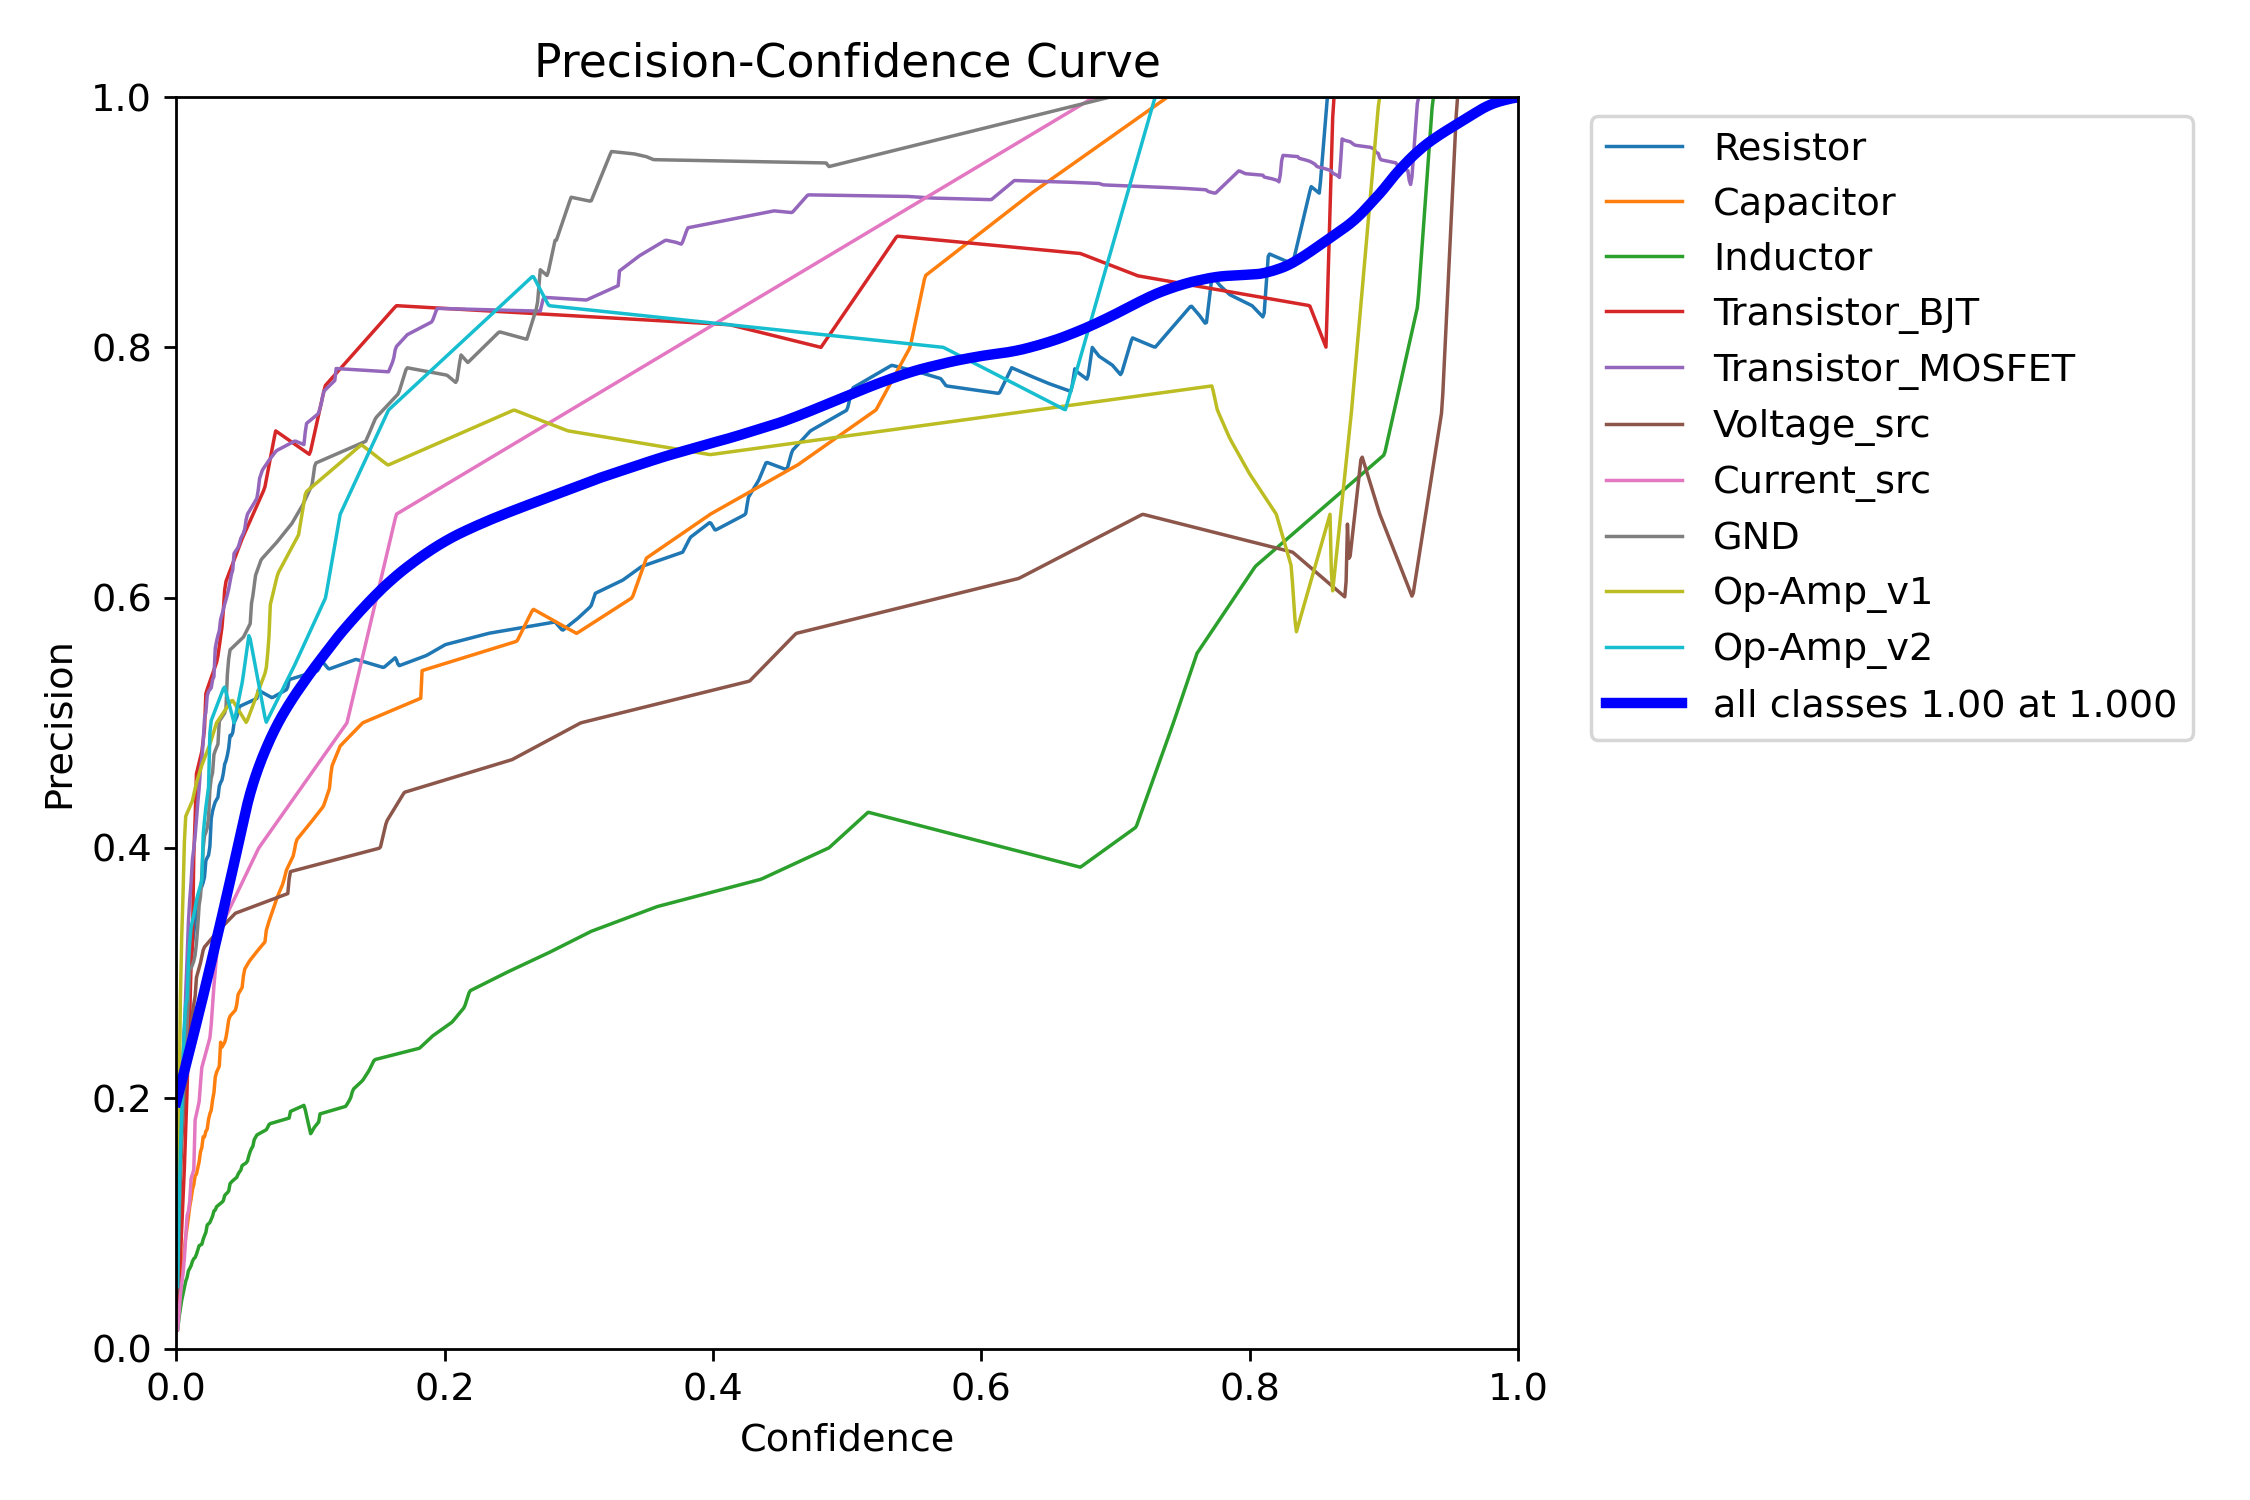 Precision-Confidence Curve
1.0
0.8
0.6
0.4
0.2
0.0
Precision
0.0 0.2 0.4 0.6 0.8 1.0
Confidence
Resistor
Capacitor
Inductor
Transistor_BJT
Transistor_MOSFET
Voltage_src
Current_src
GND
Op-Amp_v1
Op-Amp_v2
all classes 1.00 at 1.000